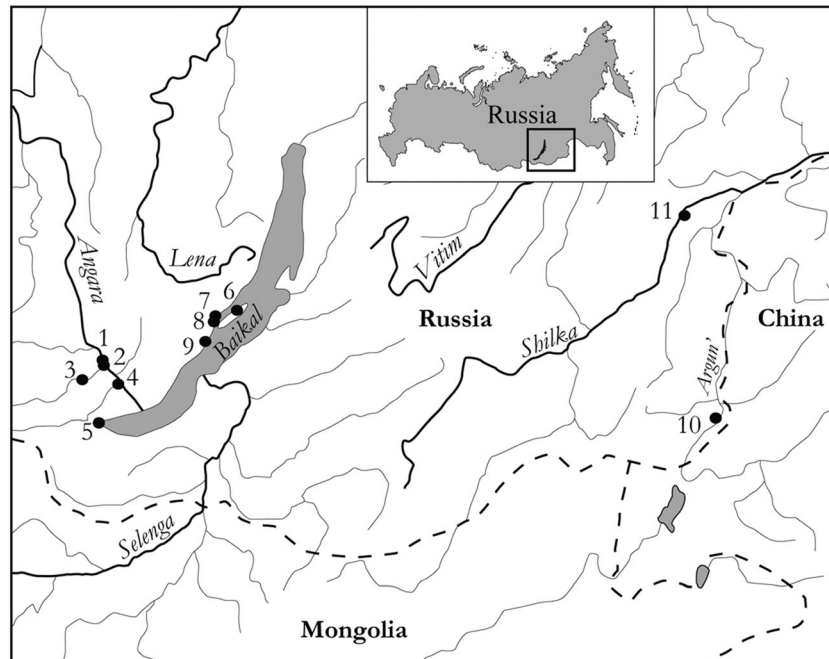 Russia
11
Vitim
Lena
Angara
6
7
8
Baikal
Russia
China
9
Shilka
1
2
3
4
Argun'
10
5
Selenga
Mongolia